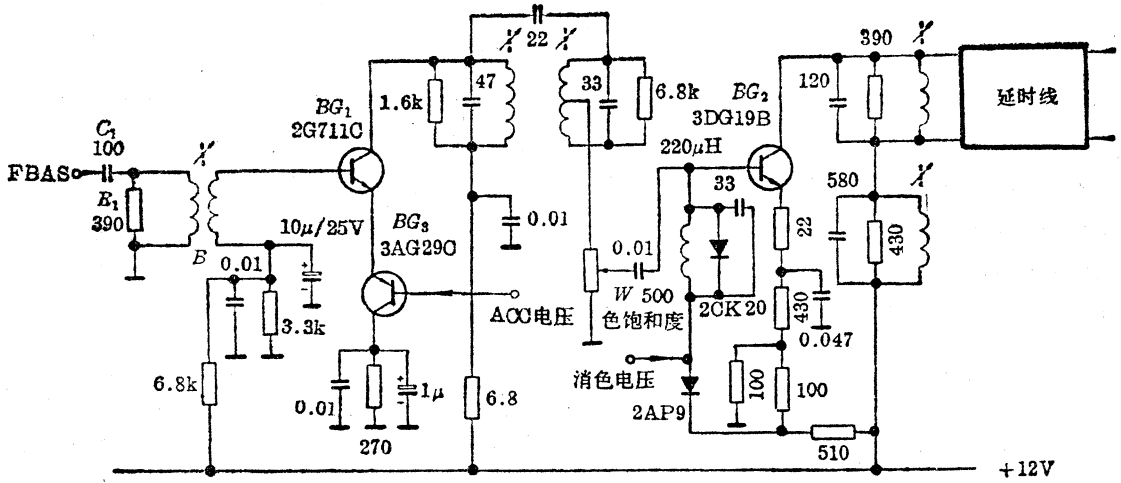 22
390
47
1.6k
33
6.8k
120
BG₁
2G711C
BG₂
3DG19B
延时线
C₁
100
FBAS
R₁
390
B
220μH
33
580
10μ/25V
BG₃
3AG29C
0.01
22
430
0.01
0.01
W 500
色饱和度
2CK20
430
0.047
ACC电压
3.3k
消色电压
6.8k
0.01
1μ
6.8
100
100
2AP9
270
510
+12V